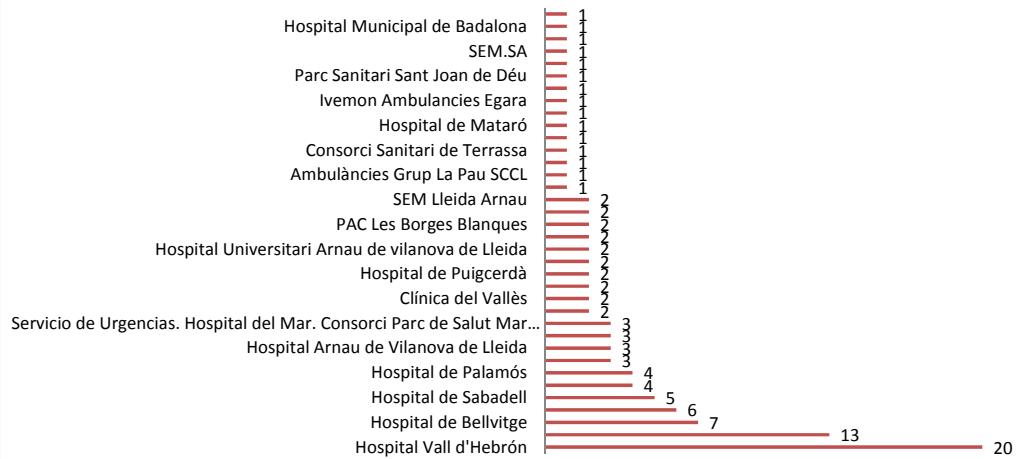 1
Hospital Municipal de Badalona 1
1
SEM.SA 1
1
Parc Sanitari Sant Joan de Déu 1
1
Ivemon Ambulancies Egara 1
1
Hospital de Mataró 1
1
Consorci Sanitari de Terrassa 1
1
Ambulàncies Grup La Pau SCCL 1
1
SEM Lleida Arnau 2
2
PAC Les Borges Blanques 2
2
Hospital Universitari Arnau de vilanova de Lleida 2
2
Hospital de Puigcerdà 2
2
Clínica del Vallès 2
2
Servicio de Urgencias. Hospital del Mar. Consorci Parc de Salut Mar… 3
3
Hospital Arnau de Vilanova de Lleida 3
3
Hospital de Palamós 4
4
Hospital de Sabadell 5
6
Hospital de Bellvitge 7
13
Hospital Vall d'Hebrón 20